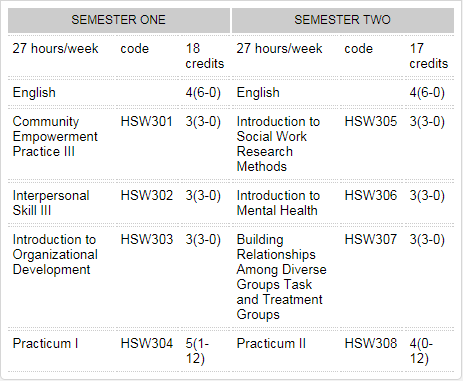 SEMESTER ONE SEMESTER TWO
27 hours/week code 18 27 hours/week code 17
credits credits
English 4(6-0) English 4(6-0)
Community HSW301 3(3-0) Introduction to HSW305 3(3-0)
Empowerment Social Work
Practice III Research
Methods
Interpersonal HSW302 3(3-0) Introduction to HSW306 3(3-0)
Skill III Mental Health
Introduction to HSW303 3(3-0) Building HSW307 3(3-0)
Organizational Relationships
Development Among Diverse
Groups Task
and Treatment
Groups
Practicum I HSW304 5(1- Practicum II HSW308 4(0-
12) 12)